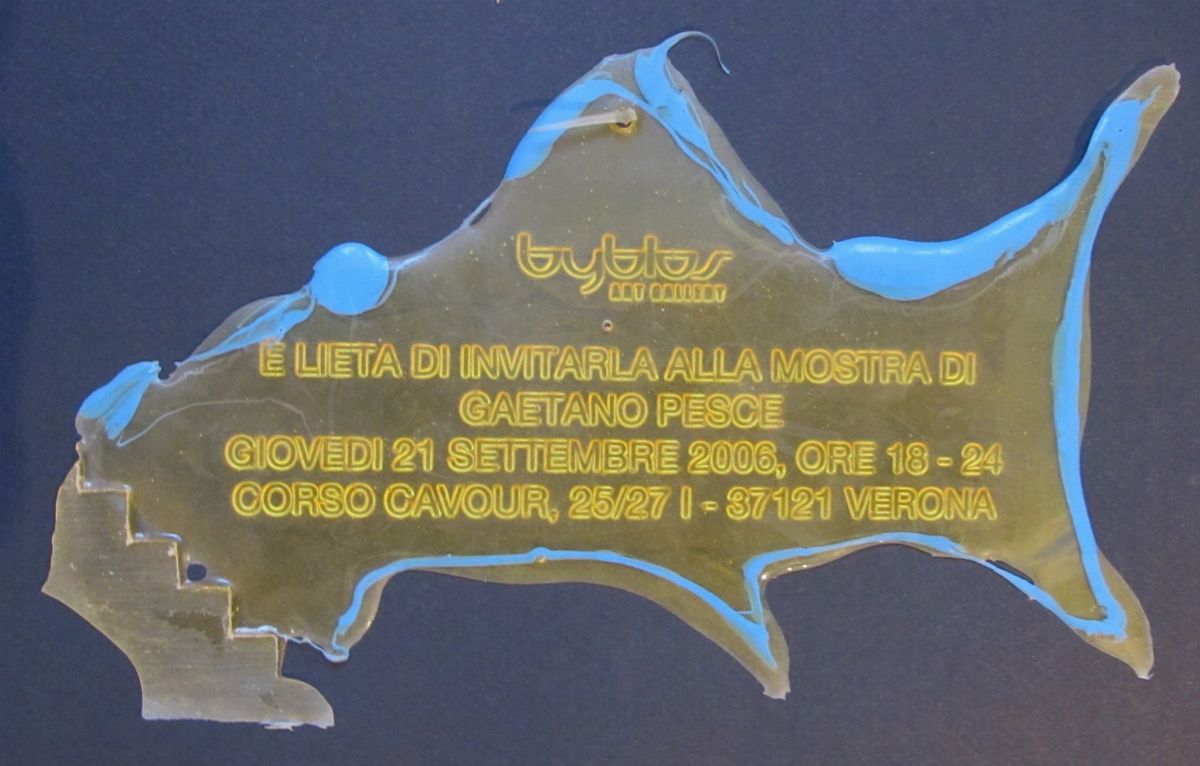 byblos
ART GALLERY
E LIETA DI INVITARLA ALLA MOSTRA DI
GAETANO PESCE
GIOVEDI 21 SETTEMBRE 2006, ORE 18 - 24
CORSO CAVOUR, 25/27 I - 37121 VERONA